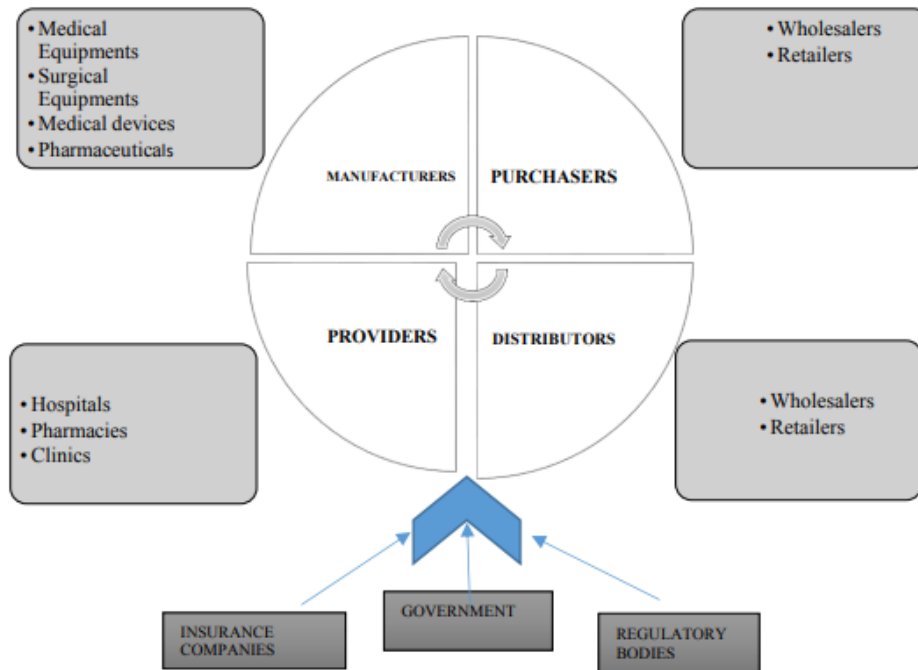 • Medical
Equipments
• Surgical
Equipments
• Medical devices
• Pharmaceuticals
• Wholesalers
• Retailers
MANUFACTURERS
PURCHASERS
PROVIDERS
DISTRIBUTORS
• Hospitals
• Pharmacies
• Clinics
• Wholesalers
• Retailers
INSURANCE
COMPANIES
GOVERNMENT
REGULATORY
BODIES